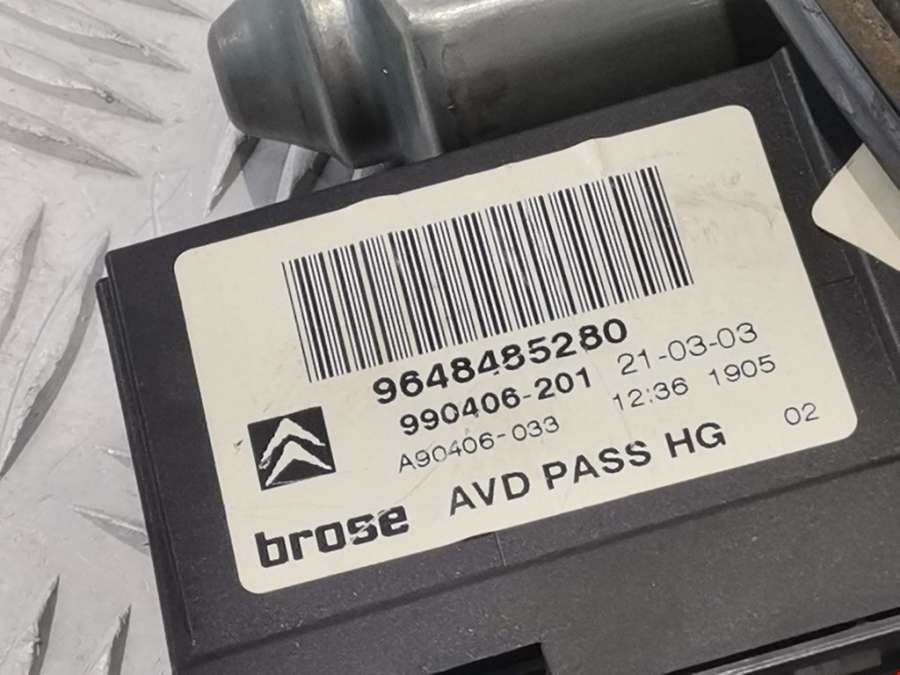 9648485280
990406-201 21-03-03
A90406-033 12:36 1905
brose AVD PASS HG 02